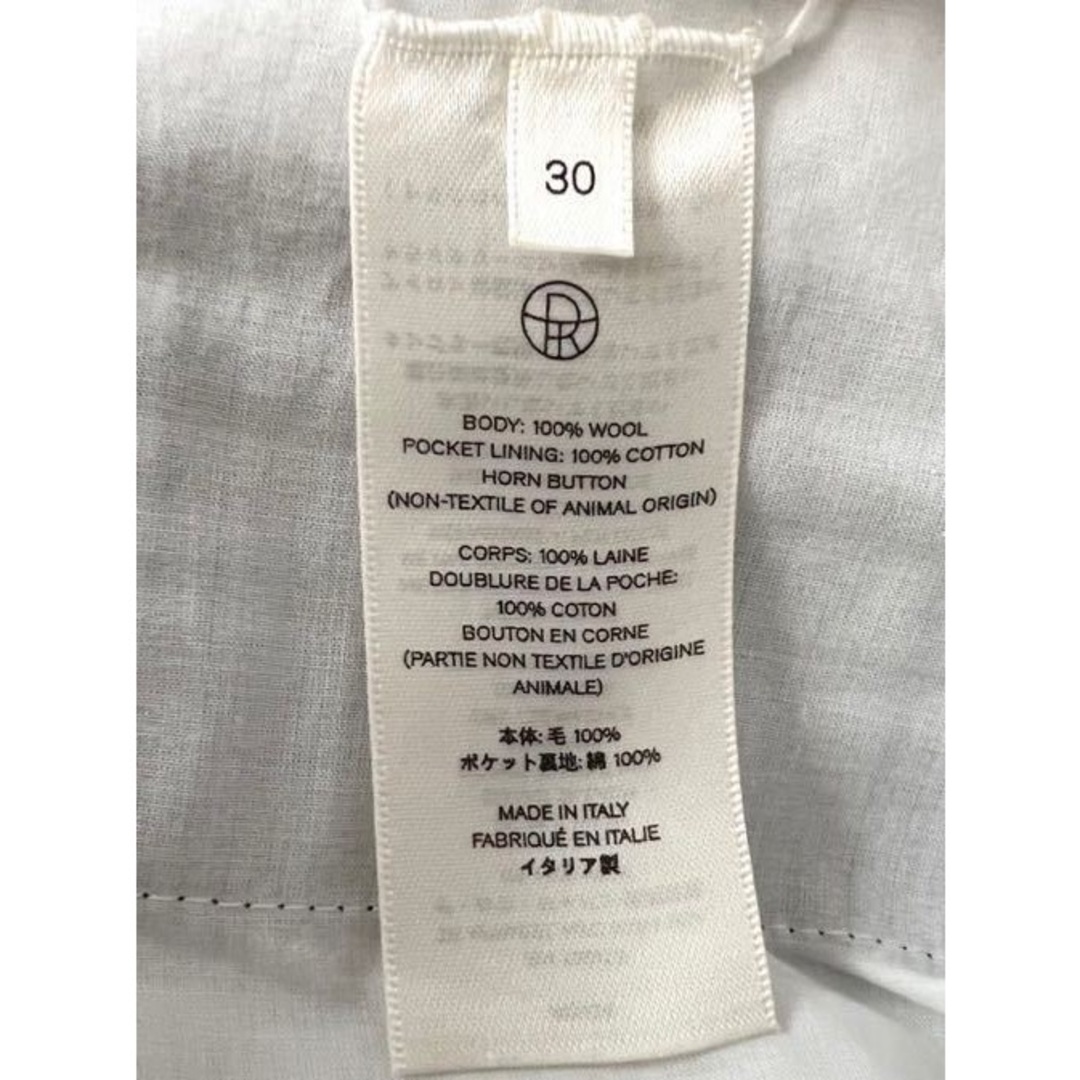 30
BODY: 100% WOOL
POCKET LINING: 100% COTTON
HORN BUTTON
(NON-TEXTILE OF ANIMAL ORIGIN)
CORPS: 100% LAINE
DOUBLURE DE LA POCHE:
100% COTON
BOUTON EN CORNE
(PARTIE NON TEXTILE D'ORIGINE
ANIMALE)
本体: 毛 100%
ポケット裏地: 綿 100%
MADE IN ITALY
FABRIQUÉ EN ITALIE
イタリア製